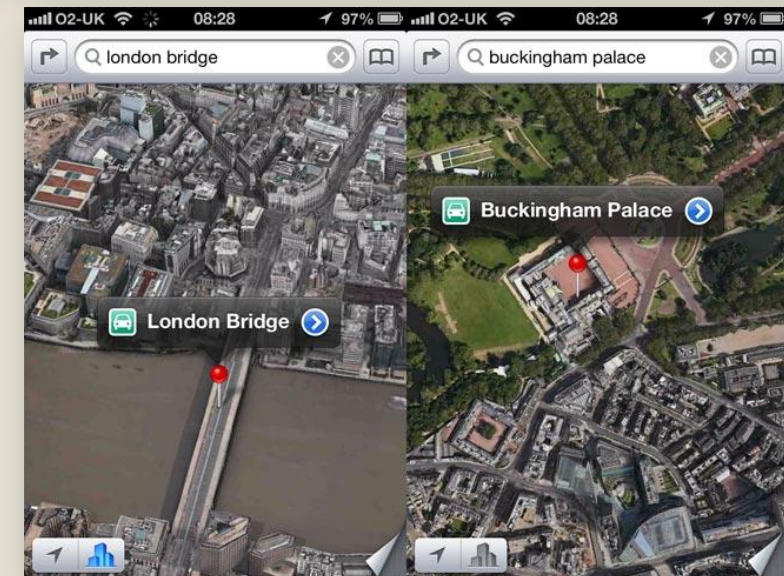 O2-UK 08:28 97%
london bridge
London Bridge
O2-UK 08:28 97%
buckingham palace
Buckingham Palace